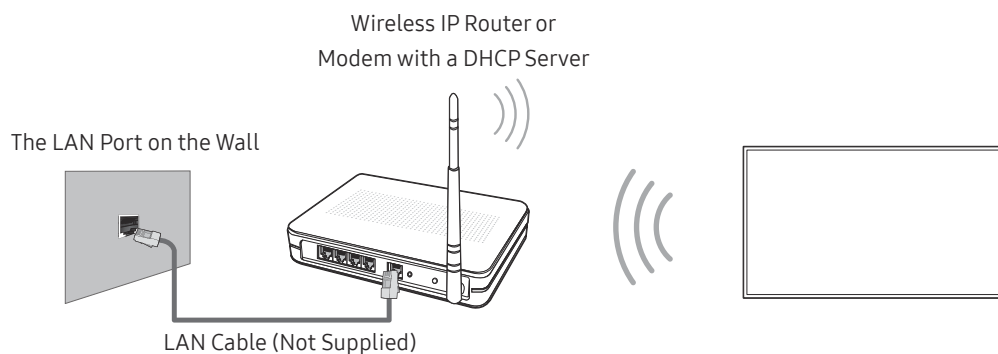 Wireless IP Router or
Modem with a DHCP Server
The LAN Port on the Wall
LAN Cable (Not Supplied)